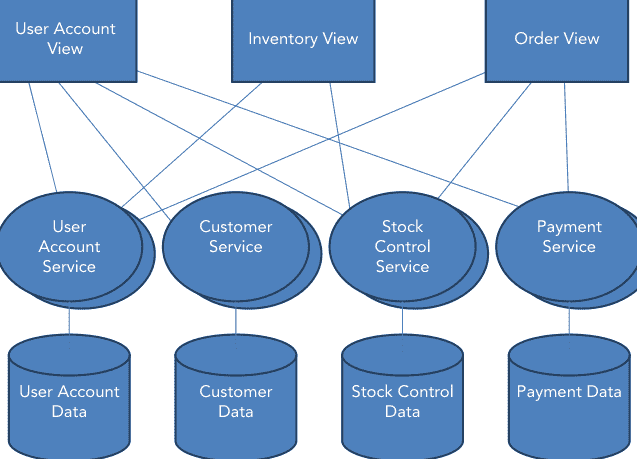 User Account
View
Inventory View
Order View
User
Account
Service
Customer
Service
Stock
Control
Service
Payment
Service
User Account
Data
Customer
Data
Stock Control
Data
Payment Data